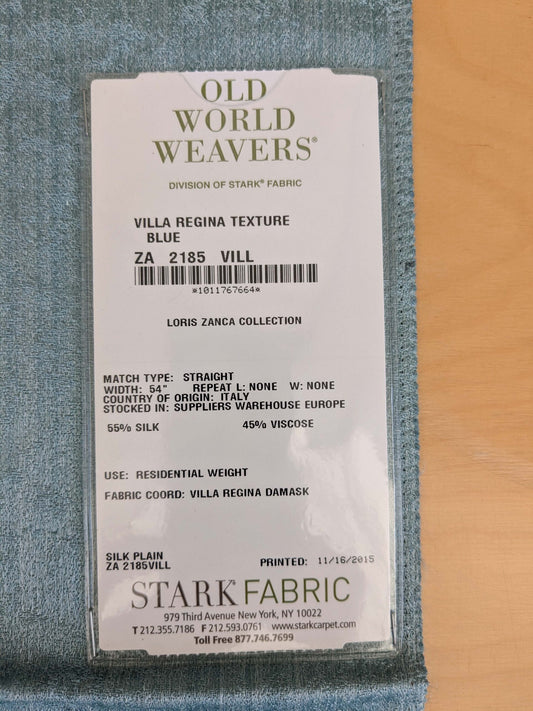 OLD
WORLD
WEAVERS®
DIVISION OF STARK® FABRIC
VILLA REGINA TEXTURE
BLUE
ZA 2185 VILL
*1011767664*
LORIS ZANCA COLLECTION
MATCH TYPE: STRAIGHT
WIDTH: 54" REPEAT L: NONE W: NONE
COUNTRY OF ORIGIN: ITALY
STOCKED IN: SUPPLIERS WAREHOUSE EUROPE
55% SILK 45% VISCOSE
USE: RESIDENTIAL WEIGHT
FABRIC COORD: VILLA REGINA DAMASK
SILK PLAIN
ZA 2185VILL PRINTED: 11/16/2015
STARK® FABRIC
979 Third Avenue New York, NY 10022
T 212.355.7186 F 212.593.0761 www.starkcarpet.com
Toll Free 877.746.7699